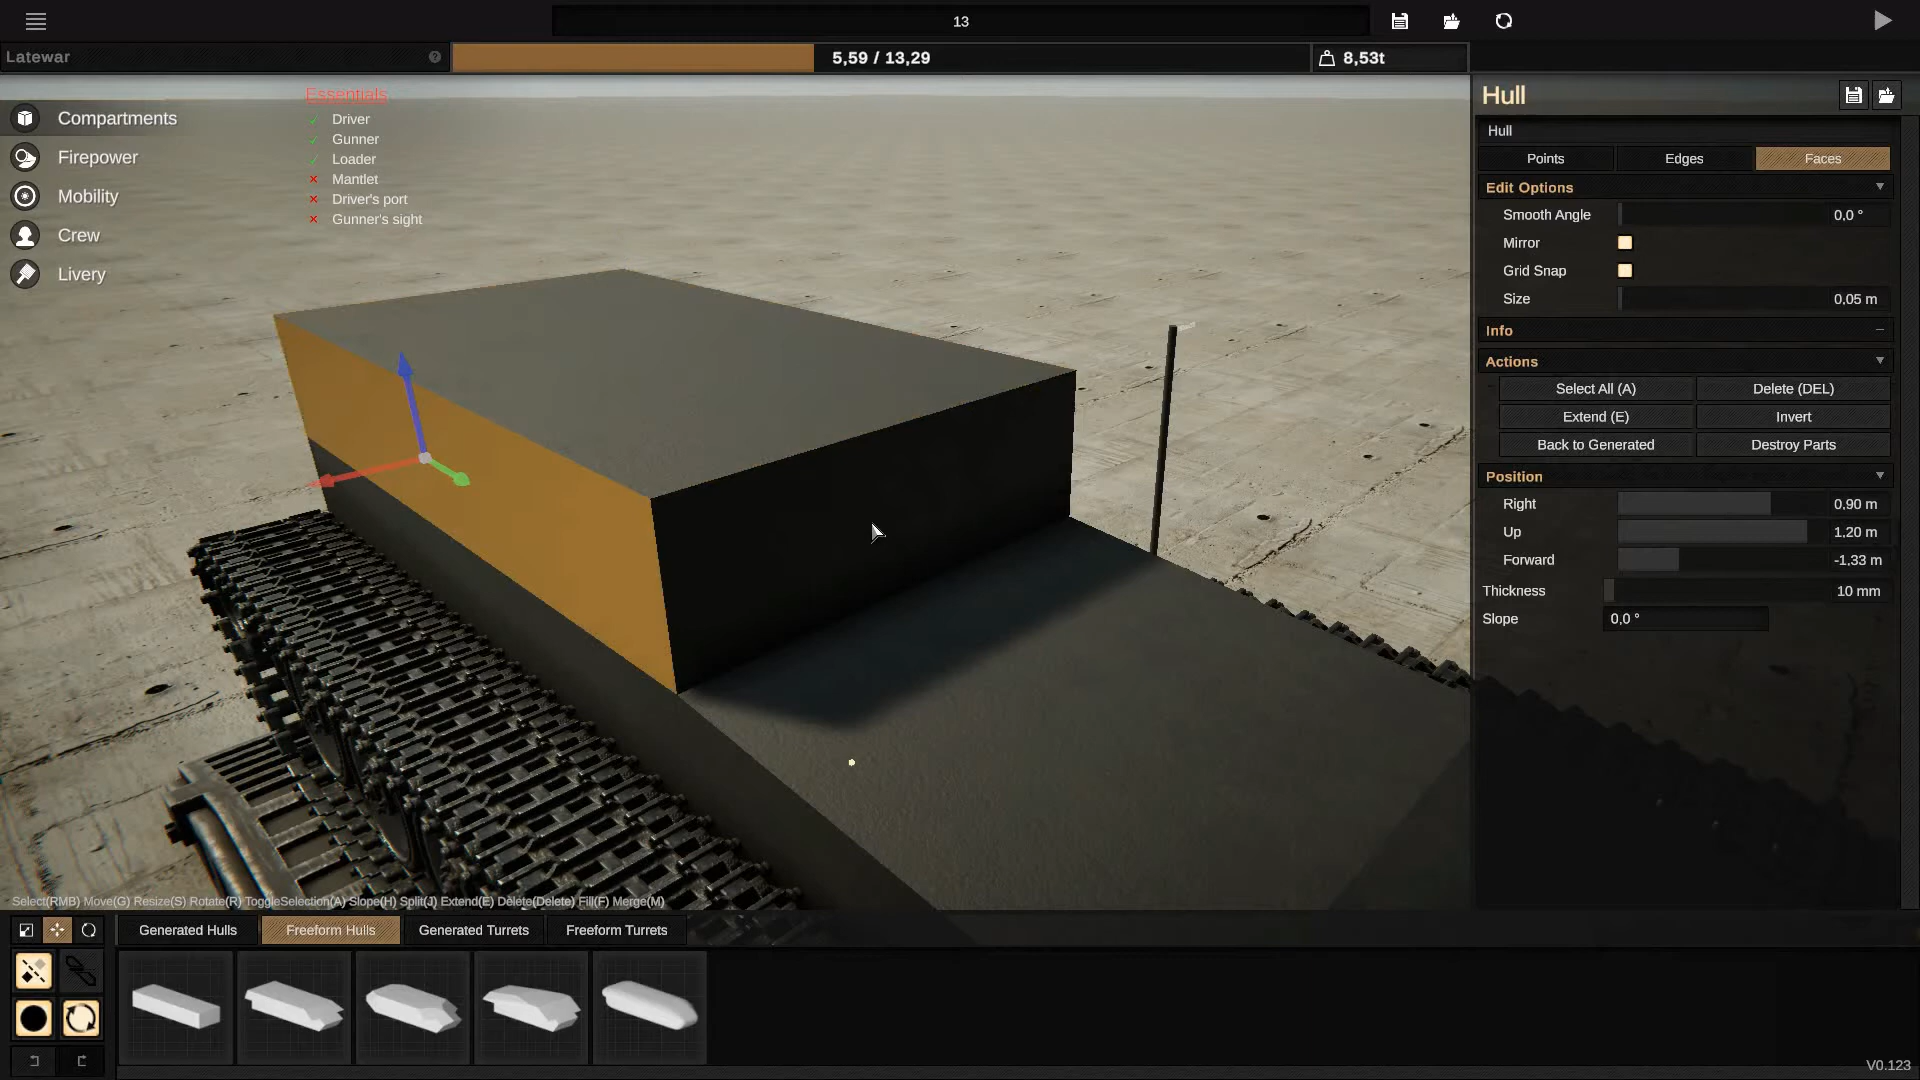 13
Latewar
5,59 / 13,29
8,53t
Compartments
Firepower
Mobility
Crew
Livery
Essentials
Driver
Gunner
Loader
Mantlet
Driver's port
Gunner's sight
Hull
Hull
Points Edges Faces
Edit Options
Smooth Angle 0,0 °
Mirror
Grid Snap
Size 0,05 m
Info
Actions
Select All (A) Delete (DEL)
Extend (E) Invert
Back to Generated Destroy Parts
Position
Right 0,90 m
Up 1,20 m
Forward -1,33 m
Thickness 10 mm
Slope 0,0 °
Select(RMB) Move(G) Resize(S) Rotate(R) ToggleSelection(A) Slope(H) Split(J) Extend(E) Delete(Delete) Fill(F) Merge(M)
Generated Hulls Freeform Hulls Generated Turrets Freeform Turrets
V0.123